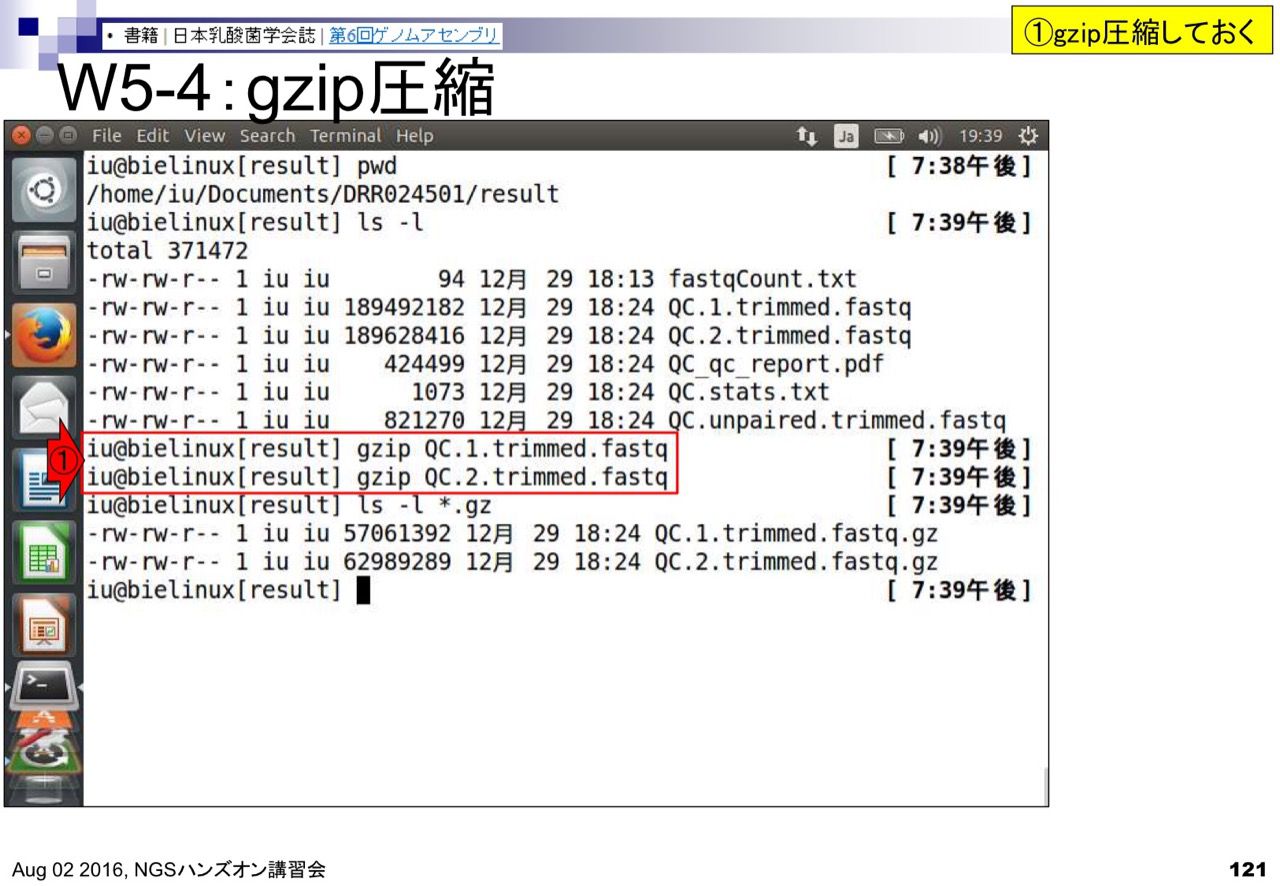 • 書籍 | 日本乳酸菌学会誌 | 第6回ゲノムアセンブリ
①gzip圧縮しておく
W5-4：gzip圧縮
File Edit View Search Terminal Help Ja 19:39
iu@bielinux[result] pwd [ 7:38午後]
/home/iu/Documents/DRR024501/result
iu@bielinux[result] ls -l [ 7:39午後]
total 371472
-rw-rw-r-- 1 iu iu 94 12月 29 18:13 fastqCount.txt
-rw-rw-r-- 1 iu iu 189492182 12月 29 18:24 QC.1.trimmed.fastq
-rw-rw-r-- 1 iu iu 189628416 12月 29 18:24 QC.2.trimmed.fastq
-rw-rw-r-- 1 iu iu 424499 12月 29 18:24 QC_qc_report.pdf
-rw-rw-r-- 1 iu iu 1073 12月 29 18:24 QC.stats.txt
-rw-rw-r-- 1 iu iu 821270 12月 29 18:24 QC.unpaired.trimmed.fastq
① iu@bielinux[result] gzip QC.1.trimmed.fastq [ 7:39午後]
iu@bielinux[result] gzip QC.2.trimmed.fastq [ 7:39午後]
iu@bielinux[result] ls -l *.gz [ 7:39午後]
-rw-rw-r-- 1 iu iu 57061392 12月 29 18:24 QC.1.trimmed.fastq.gz
-rw-rw-r-- 1 iu iu 62989289 12月 29 18:24 QC.2.trimmed.fastq.gz
iu@bielinux[result] [ 7:39午後]
Aug 02 2016, NGSハンズオン講習会
121